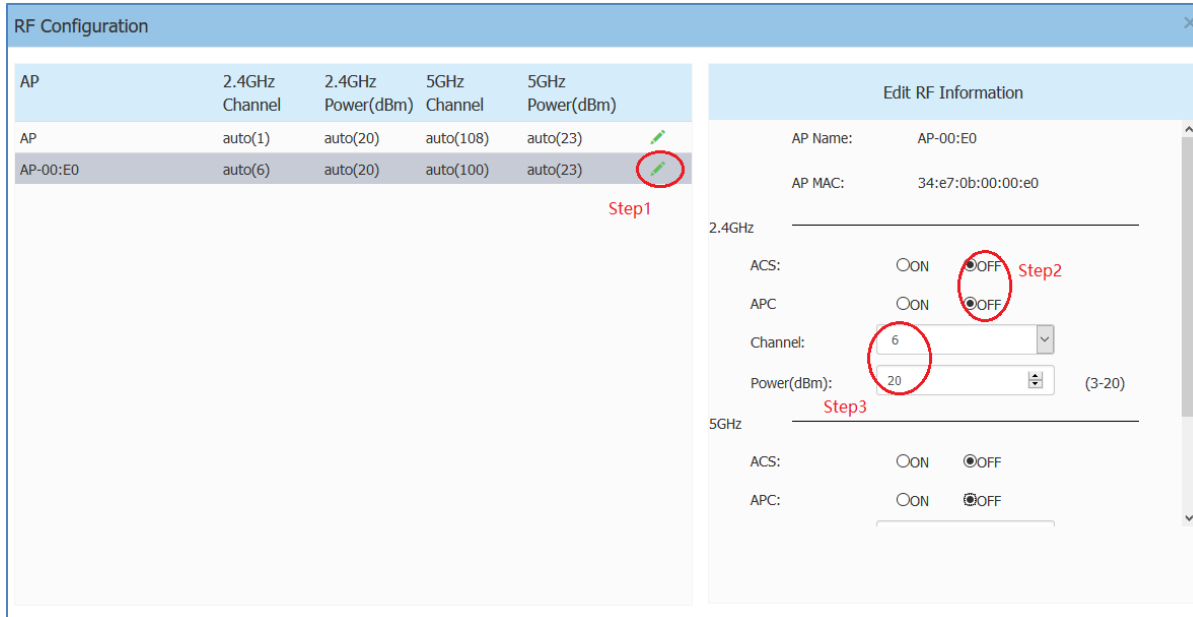 RF Configuration
×
AP 2.4GHz Channel 2.4GHz Power(dBm) 5GHz Channel 5GHz Power(dBm)
AP auto(1) auto(20) auto(108) auto(23)
AP-00:E0 auto(6) auto(20) auto(100) auto(23)
Step1
Edit RF Information
AP Name: AP-00:E0
AP MAC: 34:e7:0b:00:00:e0
2.4GHz
ACS: ON OFF Step2
APC ON OFF
Channel: 6
Power(dBm): 20 (3-20)
Step3
5GHz
ACS: ON OFF
APC: ON OFF